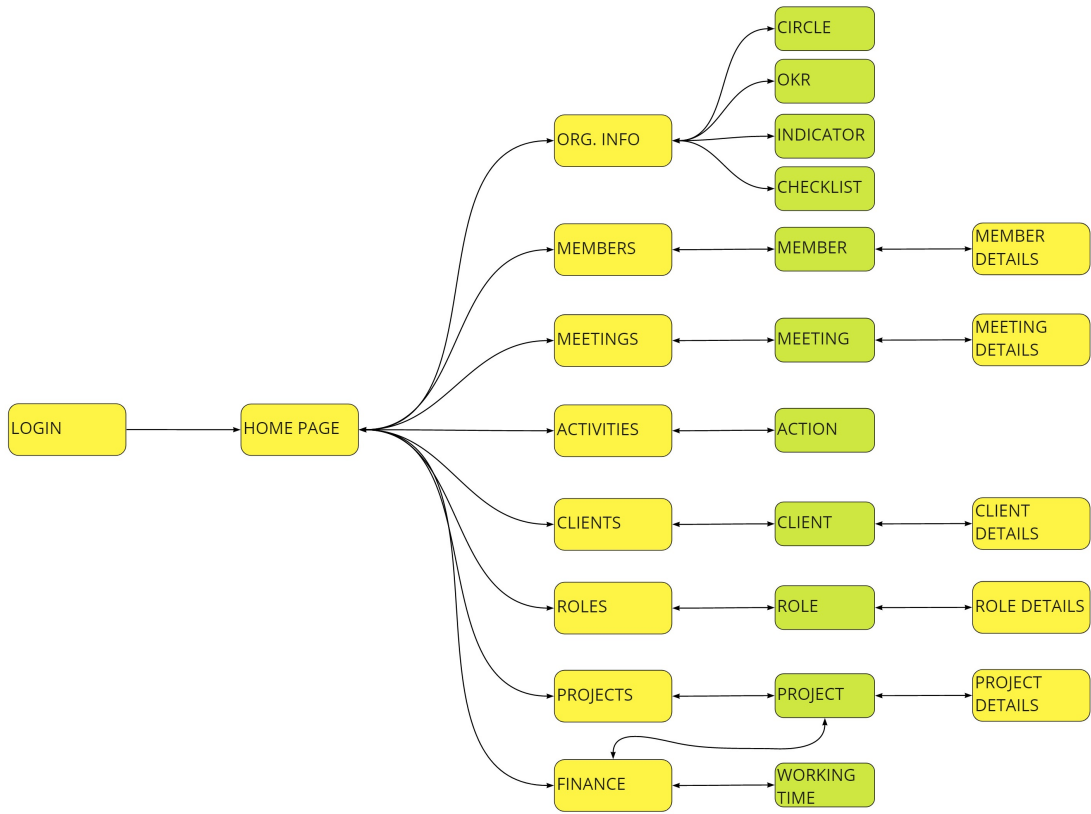 CIRCLE
OKR
ORG. INFO
INDICATOR
CHECKLIST
MEMBERS
MEMBER
MEMBER
DETAILS
MEETINGS
MEETING
MEETING
DETAILS
LOGIN
HOME PAGE
ACTIVITIES
ACTION
CLIENTS
CLIENT
CLIENT
DETAILS
ROLES
ROLE
ROLE DETAILS
PROJECTS
PROJECT
PROJECT
DETAILS
FINANCE
WORKING
TIME